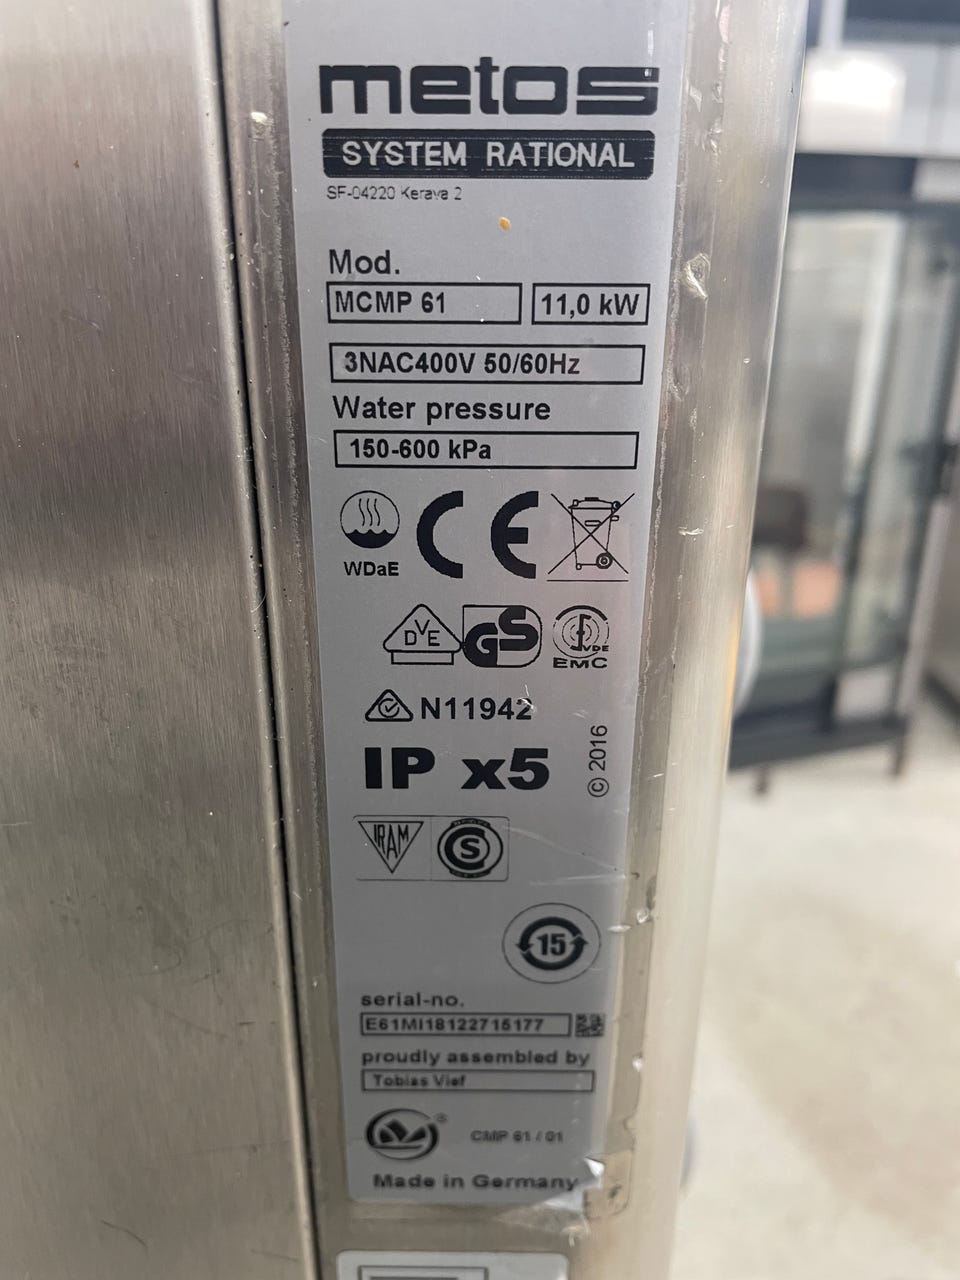 metos
SYSTEM RATIONAL
SF-04220 Kerava 2
Mod.
MCMP 61 11,0 kW
3NAC400V 50/60Hz
Water pressure
150-600 kPa
WDaE CE
DVE GS VDE
EMC
N11942
IP x5 © 2016
IRAM S
15
serial-no.
E61MI18122715177
proudly assembled by
Tobias Vief
® CMP 61 / 01
Made in Germany